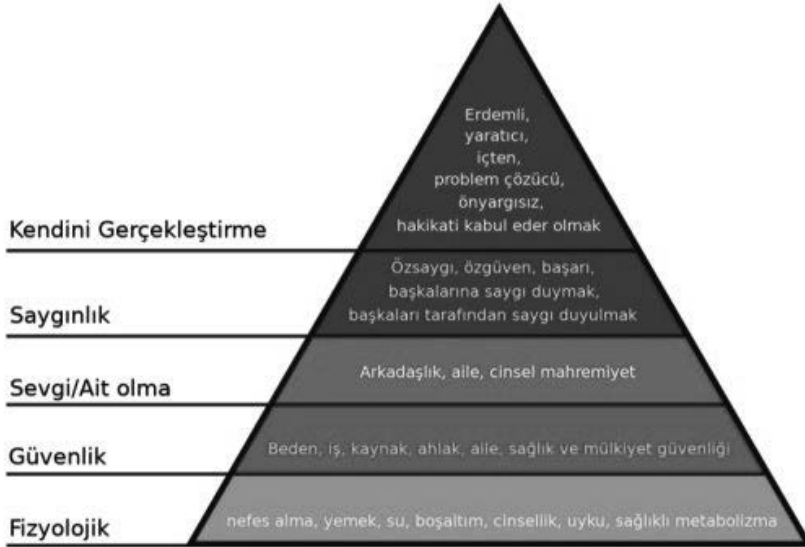 Erdemli,
yaratıcı,
içten,
problem çözücü,
önyargısız,
hakikati kabul eder olmak
Kendini Gerçekleştirme
Özsaygı, özgüven, başarı,
başkalarına saygı duymak,
başkaları tarafından saygı duyulmak
Saygınlık
Arkadaşlık, aile, cinsel mahremiyet
Sevgi/Ait olma
Beden, iş, kaynak, ahlak, aile, sağlık ve mülkiyet güvenliği
Güvenlik
nefes alma, yemek, su, boşaltım, cinsellik, uyku, sağlıklı metabolizma
Fizyolojik